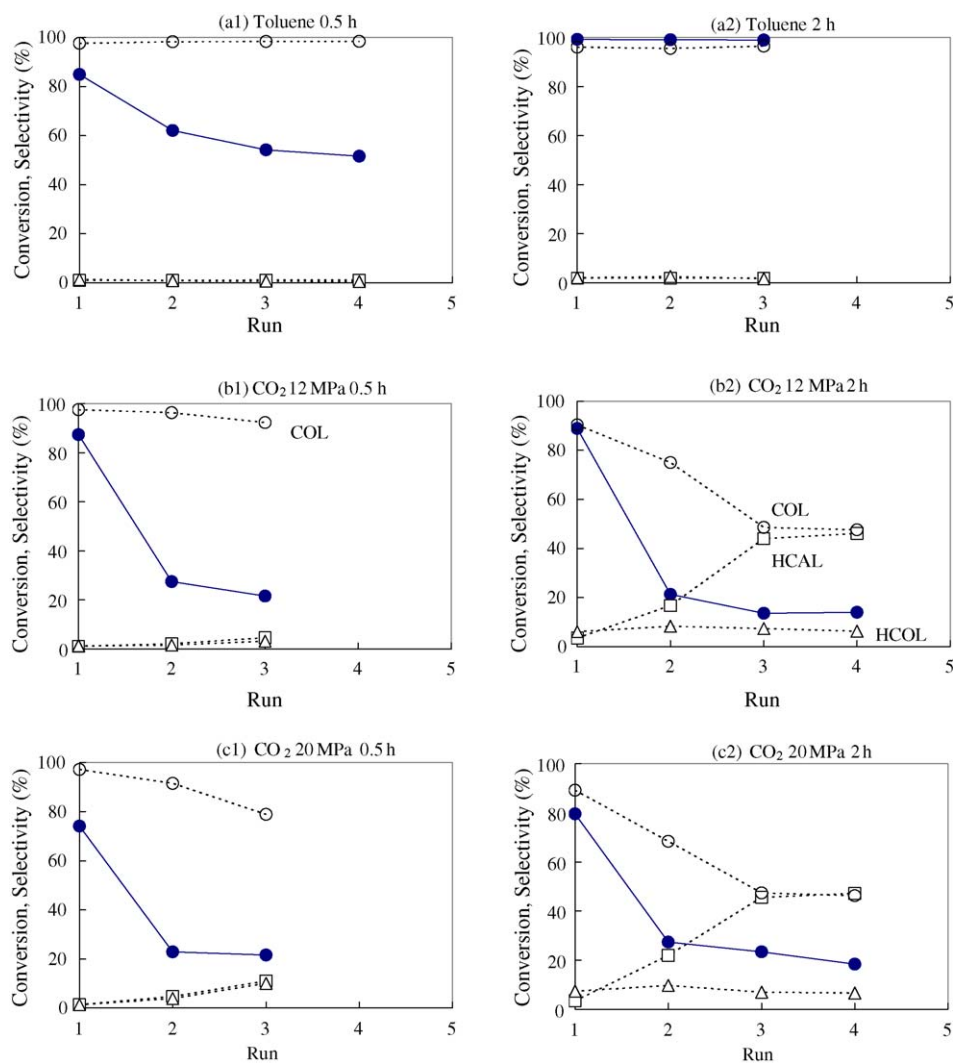 (a1) Toluene 0.5 h
Conversion, Selectivity (%)
100
80
60
40
20
0
1 2 3 4 5
Run
(a2) Toluene 2 h
Conversion, Selectivity (%)
100
80
60
40
20
0
1 2 3 4 5
Run
(b1) CO₂ 12 MPa 0.5 h
Conversion, Selectivity (%)
100
80
60
40
20
0
COL
1 2 3 4 5
Run
(b2) CO₂ 12 MPa 2 h
Conversion, Selectivity (%)
100
80
60
40
20
0
COL
HCAL
HCOL
1 2 3 4 5
Run
(c1) CO₂ 20 MPa 0.5 h
Conversion, Selectivity (%)
100
80
60
40
20
0
1 2 3 4 5
Run
(c2) CO₂ 20 MPa 2 h
Conversion, Selectivity (%)
100
80
60
40
20
0
1 2 3 4 5
Run